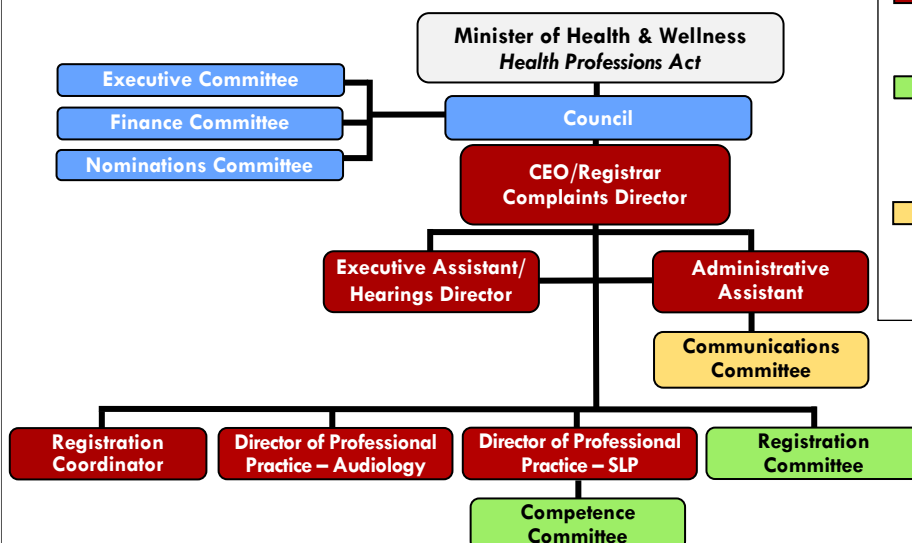 Minister of Health & Wellness
Health Professions Act
Executive Committee
Finance Committee
Nominations Committee
Council
CEO/Registrar
Complaints Director
Executive Assistant/
Hearings Director
Administrative
Assistant
Communications
Committee
Registration
Coordinator
Director of Professional
Practice – Audiology
Director of Professional
Practice – SLP
Registration
Committee
Competence
Committee